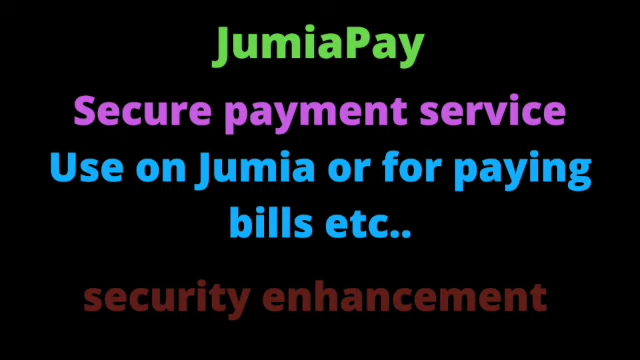 JumiaPay
Secure payment service
Use on Jumia or for paying
bills etc..
security enhancement